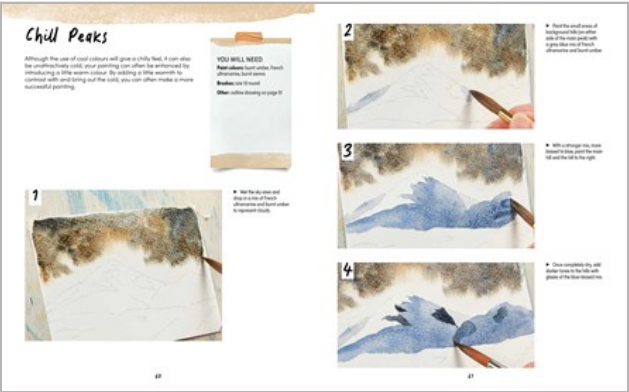 Chill Peaks
Although the use of cool colours will give a chilly feel, it can also
be unattractively cold; your painting can often be enhanced by
introducing a little warm colour. By adding a little warmth to
contrast with and bring out the cold, you can often make a more
successful painting.
YOU WILL NEED
Paint colours: burnt umber, french
ultramarine, burnt sienna
Brushes: size 10 round
Other: outline drawing on page 91
1
► Wet the sky area and
drop in a mix of french
ultramarine and burnt umber
to represent clouds.
60
2
► Paint the small areas of
background hills (on either
side of the main peak) with
a grey-blue mix of french
ultramarine and burnt umber.
3
► With a stronger mix, more
biased to blue, paint the main
hill and the hill to the right.
4
► Once completely dry, add
darker tones to the hills with
glazes of the blue-biased mix.
61